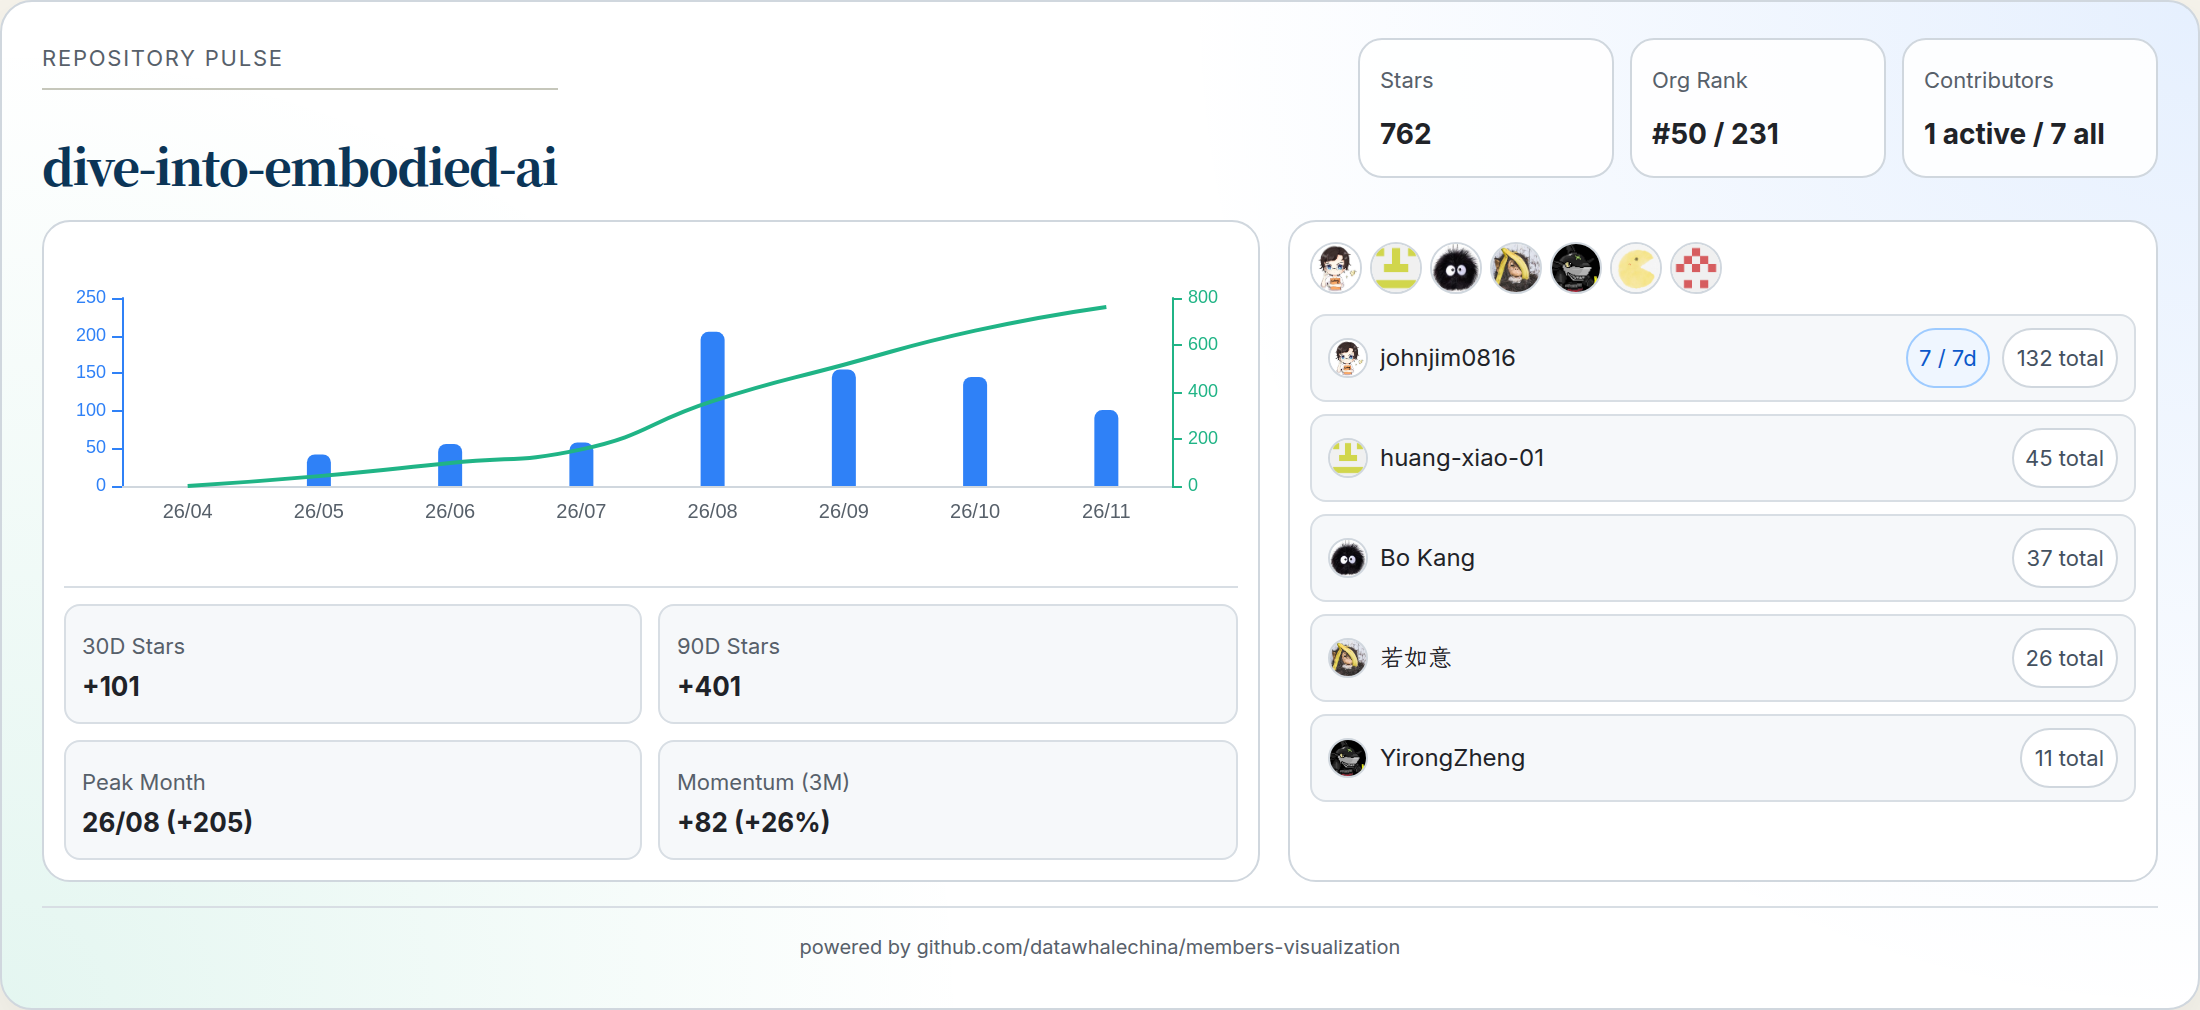 REPOSITORY PULSE
dive-into-embodied-ai
Stars
762
Org Rank
#50 / 231
Contributors
1 active / 7 all
250
200
150
100
50
0
800
600
400
200
0
26/04 26/05 26/06 26/07 26/08 26/09 26/10 26/11
30D Stars
+101
90D Stars
+401
Peak Month
26/08 (+205)
Momentum (3M)
+82 (+26%)
johnjim0816 7 / 7d 132 total
huang-xiao-01 45 total
Bo Kang 37 total
若如意 26 total
YirongZheng 11 total
powered by github.com/datawhalechina/members-visualization